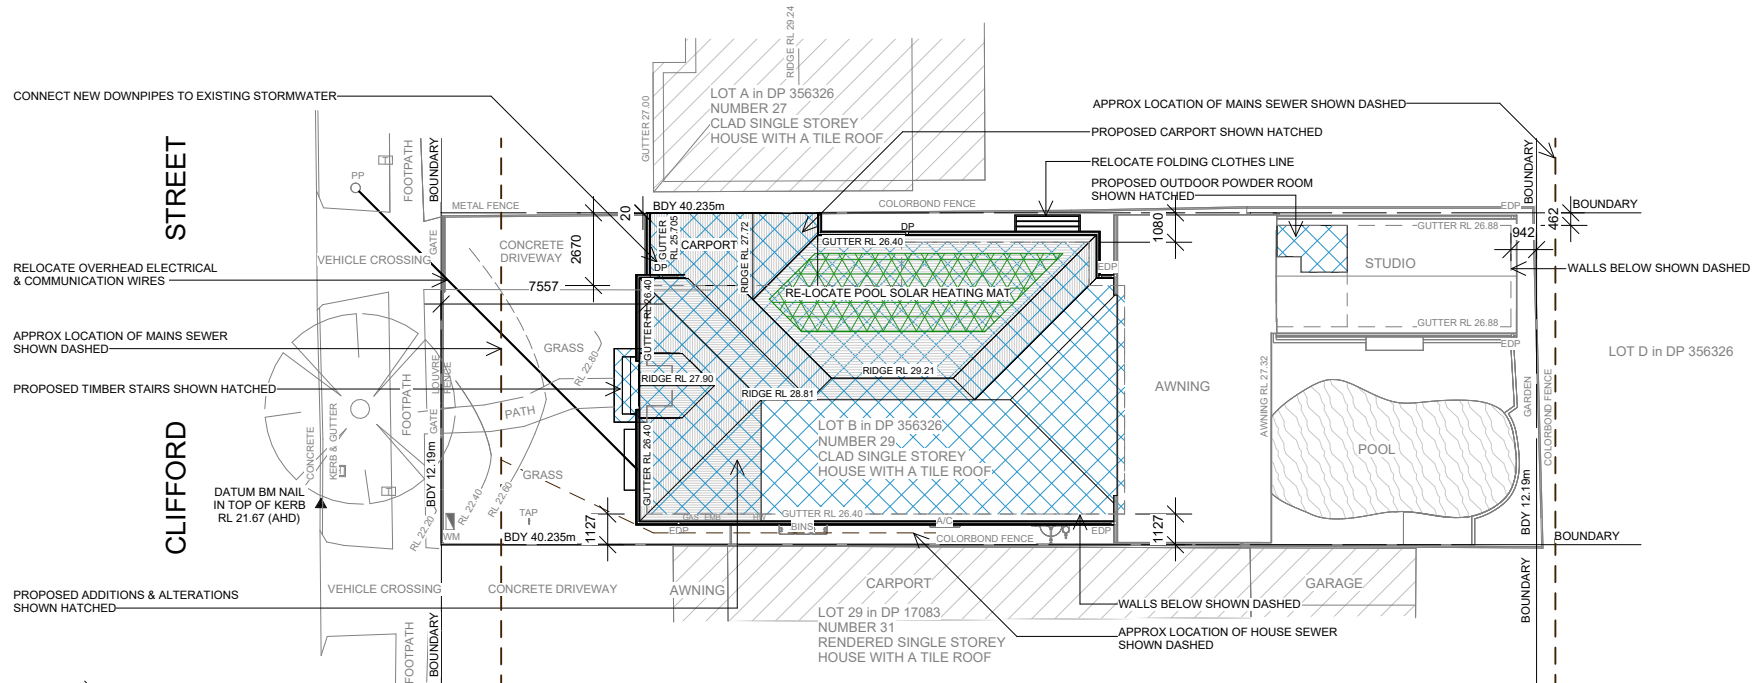 RIDGE RL 29.24
GUTTER 27.00
LOT A in DP 356326
NUMBER 27
CLAD SINGLE STOREY
HOUSE WITH A TILE ROOF
CONNECT NEW DOWNPIPES TO EXISTING STORMWATER
APPROX LOCATION OF MAINS SEWER SHOWN DASHED
PROPOSED CARPORT SHOWN HATCHED
RELOCATE FOLDING CLOTHES LINE
PROPOSED OUTDOOR POWDER ROOM
SHOWN HATCHED
STREET
CLIFFORD
PP
FOOTPATH
BOUNDARY
METAL FENCE
20
BDY 40.235m
COLORBOND FENCE
EDP
BOUNDARY
BOUNDARY
462
942
1080
DP
GUTTER RL 26.40
GUTTER
RL 25.705
CARPORT
RIDGE RL 27.72
CONCRETE
DRIVEWAY
2670
GATE
VEHICLE CROSSING
GUTTER RL 26.88
STUDIO
WALLS BELOW SHOWN DASHED
RELOCATE OVERHEAD ELECTRICAL
& COMMUNICATION WIRES
DP
EDP
7557
GUTTER RL 26.40
RE-LOCATE POOL SOLAR HEATING MAT
GUTTER RL 26.88
EDP
APPROX LOCATION OF MAINS SEWER
SHOWN DASHED
GRASS
RL 22.80
LOT D in DP 356326
PROPOSED TIMBER STAIRS SHOWN HATCHED
LOUVRE
FENCE
RIDGE RL 27.90
RIDGE RL 29.21
RIDGE RL 28.81
AWNING
AWNING RL 27.32
GARDEN
COLORBOND FENCE
FOOTPATH
GATE
PATH
CONCRETE
KERB & GUTTER
LOT B in DP 356326
NUMBER 29
CLAD SINGLE STOREY
HOUSE WITH A TILE ROOF
POOL
BDY 12.19m
GUTTER RL 26.40
GRASS
RL 22.40
RL 22.60
RL 22.20
DATUM BM NAIL
IN TOP OF KERB
RL 21.67 (AHD)
TAP
WM
BDY 40.235m
1127
GAS EMB HW
GUTTER RL 26.40
EDP
BINS
A/C
COLORBOND FENCE
EDP
1127
BDY 12.19m
BOUNDARY
PROPOSED ADDITIONS & ALTERATIONS
SHOWN HATCHED
VEHICLE CROSSING
CONCRETE DRIVEWAY
AWNING
CARPORT
GARAGE
WALLS BELOW SHOWN DASHED
LOT 29 in DP 17083
NUMBER 31
RENDERED SINGLE STOREY
HOUSE WITH A TILE ROOF
APPROX LOCATION OF HOUSE SEWER
SHOWN DASHED
FOOTPATH
BOUNDARY
BOUNDARY